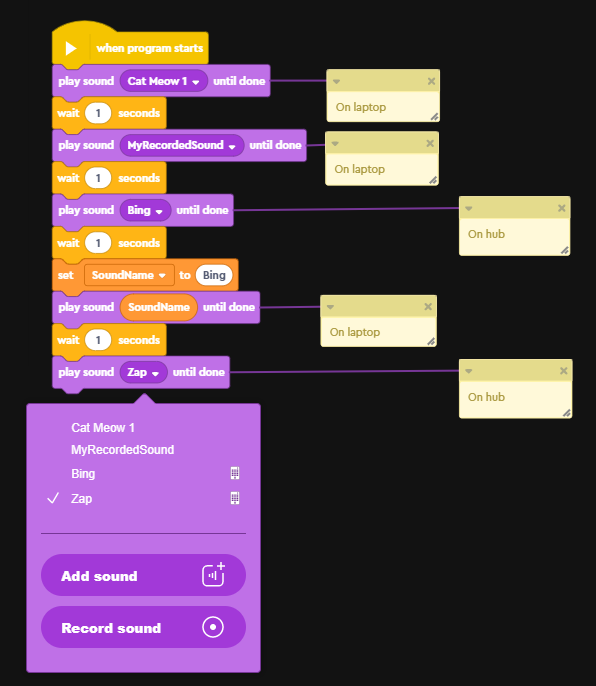 when program starts
play sound Cat Meow 1 until done
On laptop
wait 1 seconds
play sound MyRecordedSound until done
On laptop
wait 1 seconds
play sound Bing until done
On hub
wait 1 seconds
set SoundName to Bing
play sound SoundName until done
On laptop
wait 1 seconds
play sound Zap until done
On hub
Cat Meow 1
MyRecordedSound
Bing
Zap
Add sound
Record sound